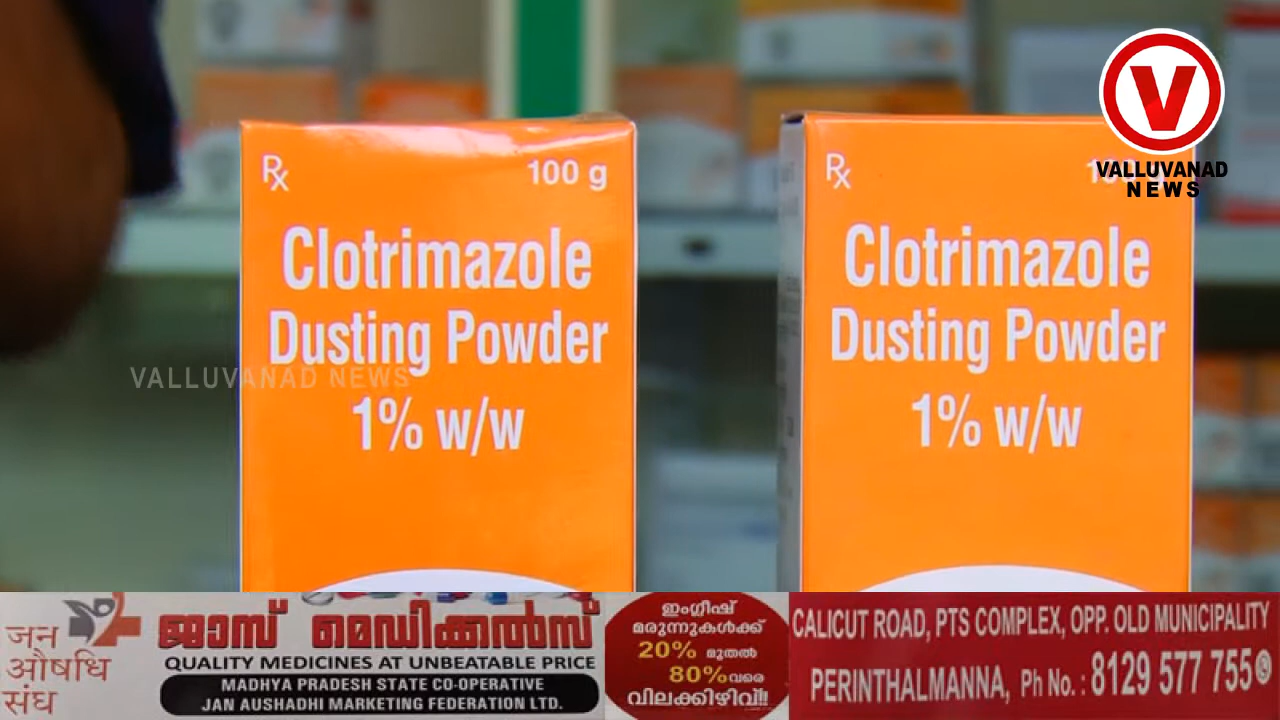 Rx
100 g
Clotrimazole
Dusting Powder
1% w/w
Rx
Clotrimazole
Dusting Powder
1% w/w
V
VALLUVANAD
NEWS
VALLUVANAD NEWS
जन
औषधि
संघ
ജാസ് മെഡിക്കൽസ്
QUALITY MEDICINES AT UNBEATABLE PRICE
MADHYA PRADESH STATE CO-OPERATIVE
JAN AUSHADHI MARKETING FEDERATION LTD.
ഇംഗ്ലീഷ്
മരുന്നുകൾക്ക്
20% മുതൽ
80% വരെ
വിലക്കിഴിവ്!!
CALICUT ROAD, PTS COMPLEX, OPP. OLD MUNICIPALITY
PERINTHALMANNA, Ph No. : 8129 577 755